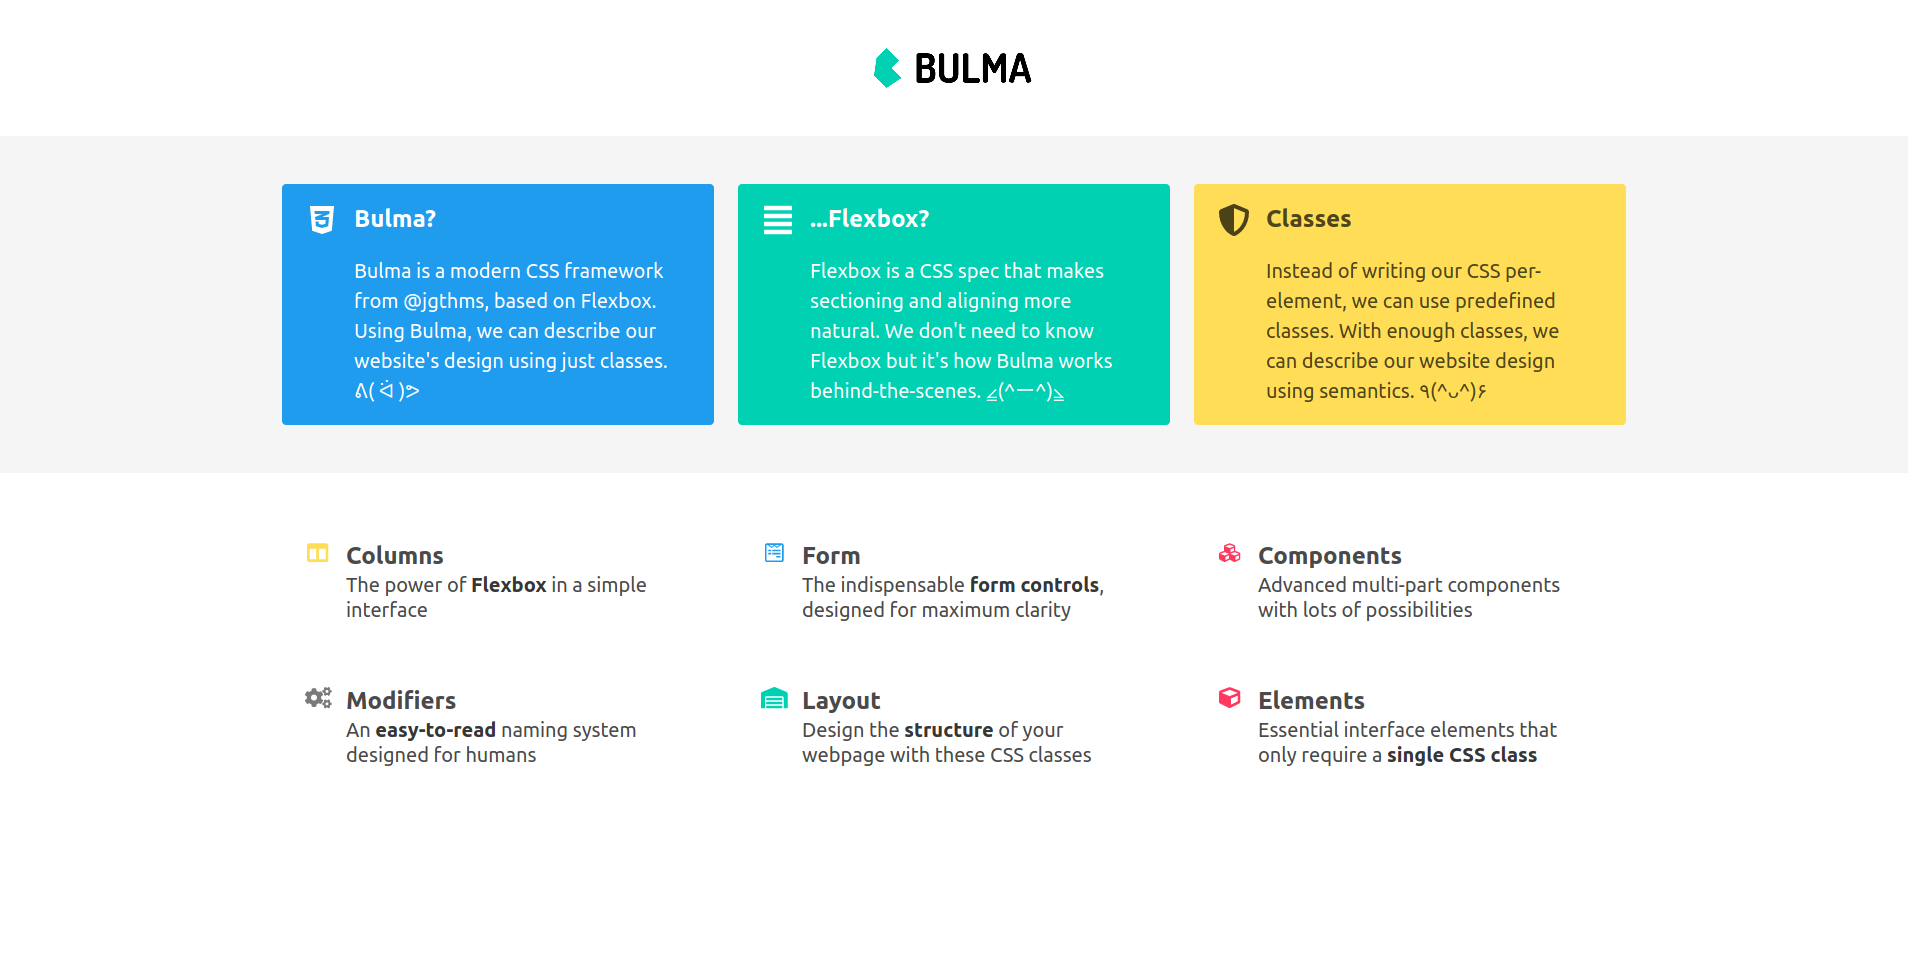 BULMA
Bulma?
Bulma is a modern CSS framework
from @jgthms, based on Flexbox.
Using Bulma, we can describe our
website's design using just classes.
ᕕ( ᐛ )ᕗ
...Flexbox?
Flexbox is a CSS spec that makes
sectioning and aligning more
natural. We don't need to know
Flexbox but it's how Bulma works
behind-the-scenes. ⦣(^ー^)⦥
Classes
Instead of writing our CSS per-
element, we can use predefined
classes. With enough classes, we
can describe our website design
using semantics. ٩(^ᴗ^)۶
Columns
The power of Flexbox in a simple
interface
Form
The indispensable form controls,
designed for maximum clarity
Components
Advanced multi-part components
with lots of possibilities
Modifiers
An easy-to-read naming system
designed for humans
Layout
Design the structure of your
webpage with these CSS classes
Elements
Essential interface elements that
only require a single CSS class